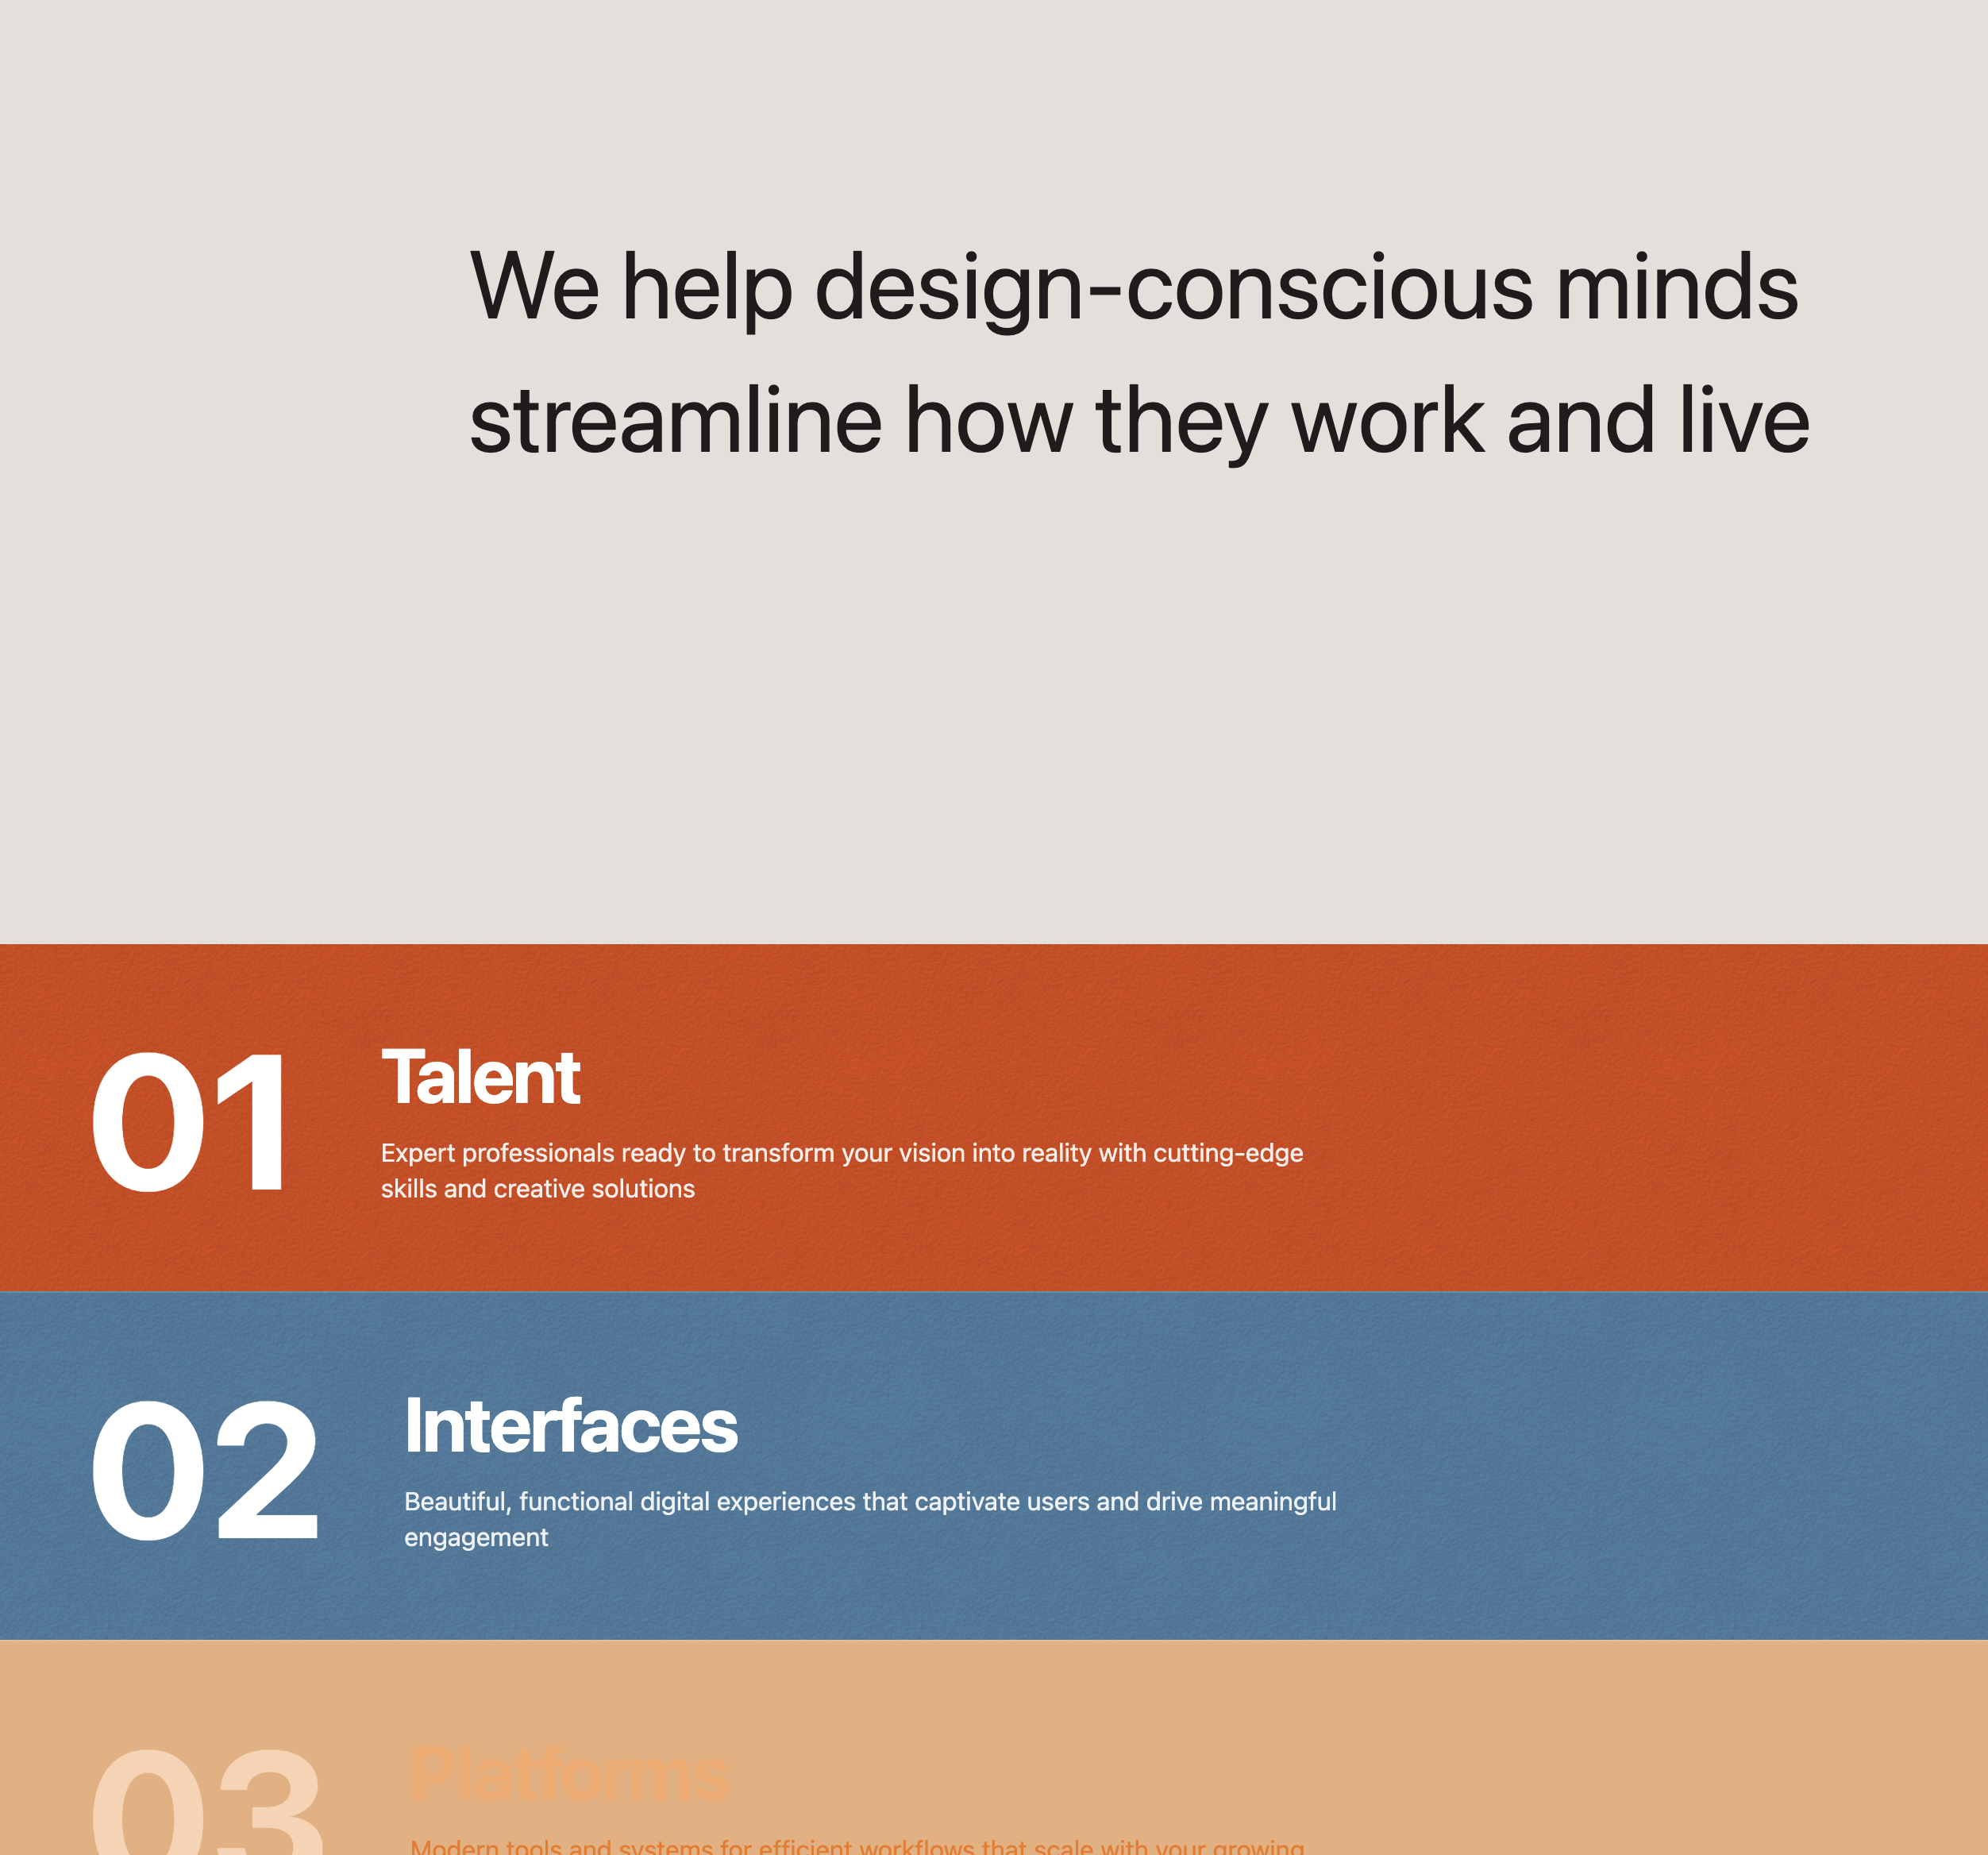 We help design-conscious minds
streamline how they work and live
01
Talent
Expert professionals ready to transform your vision into reality with cutting-edge
skills and creative solutions
02
Interfaces
Beautiful, functional digital experiences that captivate users and drive meaningful
engagement
03
Platforms
Modern tools and systems for efficient workflows that scale with your growing